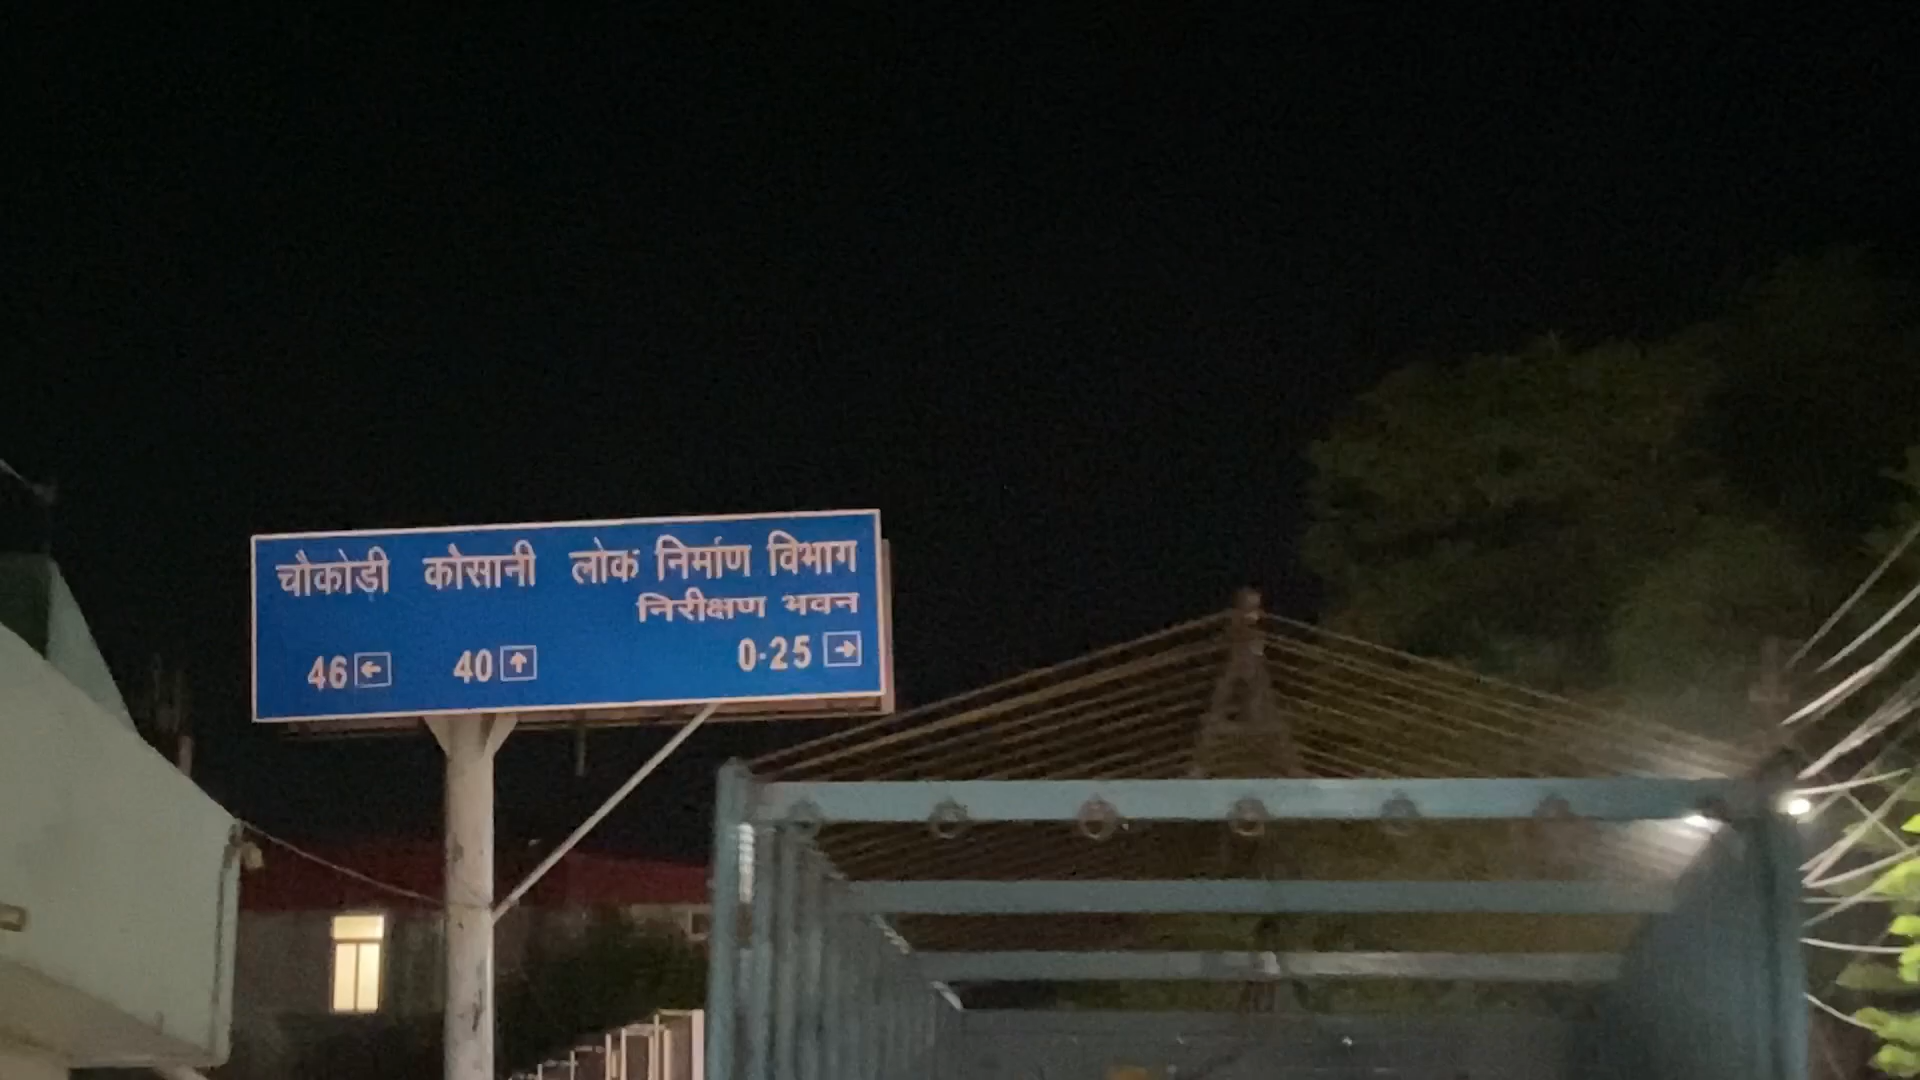 चौकोड़ी कौसानी लोक निर्माण विभाग
निरीक्षण भवन
46 ← 40 ↑ 0·25 →